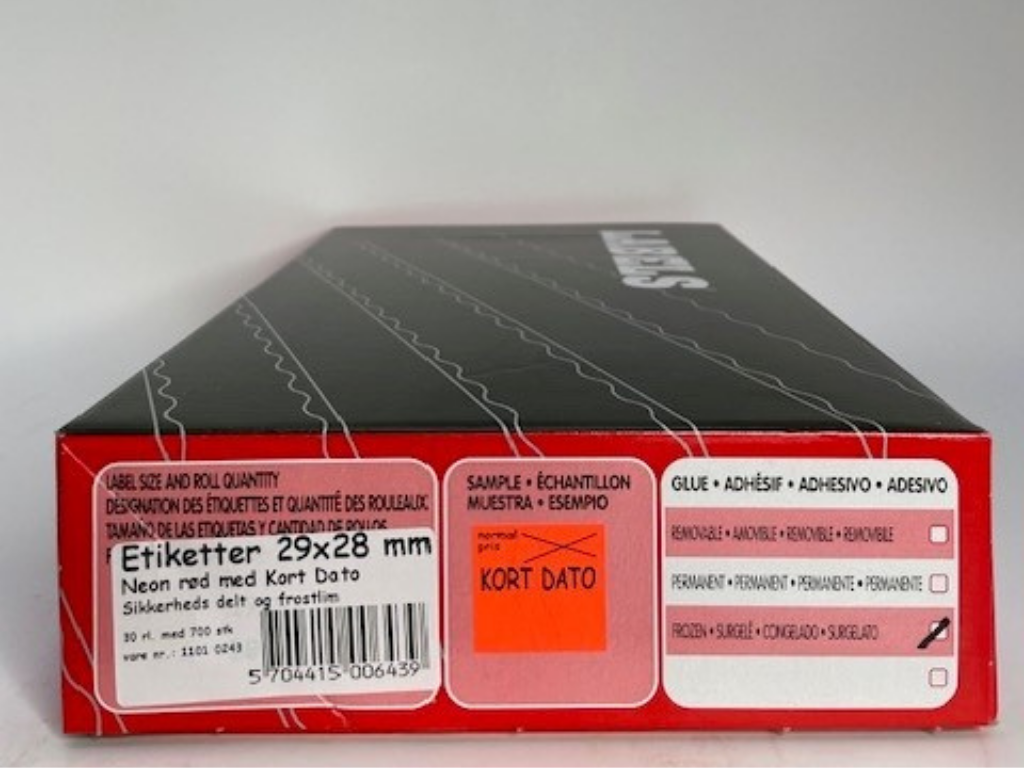 LABELS
LABEL SIZE AND ROLL QUANTITY
DÉSIGNATION DES ÉTIQUETTES ET QUANTITÉ DES ROULEAUX
TAMAÑO DE LAS ETIQUETAS Y CANTIDAD DE ROLLOS
Etiketter 29x28 mm
Neon rød med Kort Dato
Sikkerheds delt og frostlim
30 rl. med 700 stk
vare nr.: 1101 0243
5 704415 006439
SAMPLE • ÉCHANTILLON
MUESTRA • ESEMPIO
normal
pris
KORT DATO
GLUE • ADHÈSIF • ADHESIVO • ADESIVO
REMOVABLE • AMOVIBLE • REMOVIBLE • REMOVIBILE
PERMANENT • PERMANENT • PERMANENTE • PERMANENTE
FROZEN • SURGELÉ • CONGELADO • SURGELATO